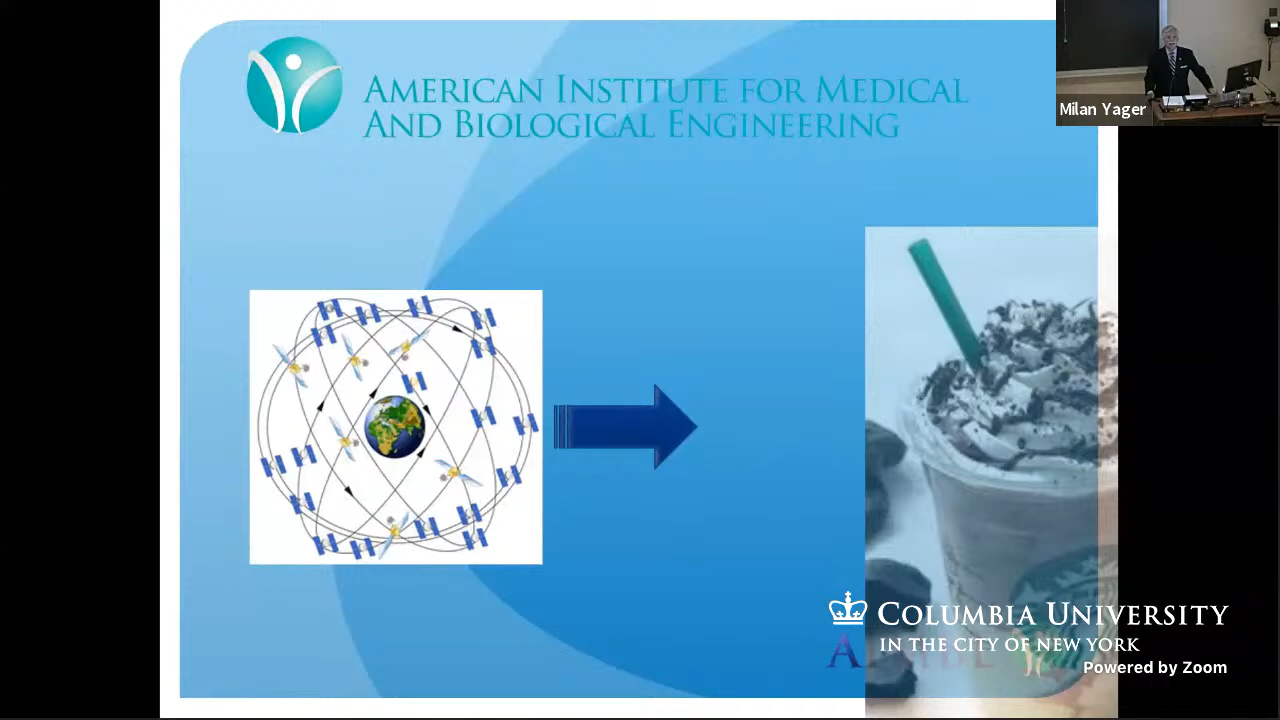 AMERICAN INSTITUTE FOR MEDICAL
AND BIOLOGICAL ENGINEERING
Milan Yager
COLUMBIA UNIVERSITY
IN THE CITY OF NEW YORK
Powered by Zoom